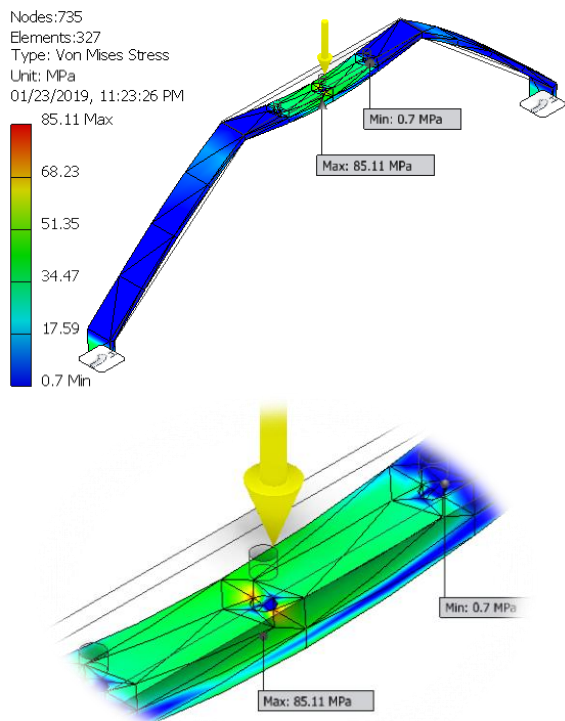 Nodes:735
Elements:327
Type: Von Mises Stress
Unit: MPa
01/23/2019, 11:23:26 PM
85.11 Max
68.23
51.35
34.47
17.59
0.7 Min
Min: 0.7 MPa
Max: 85.11 MPa
Min: 0.7 MPa
Max: 85.11 MPa